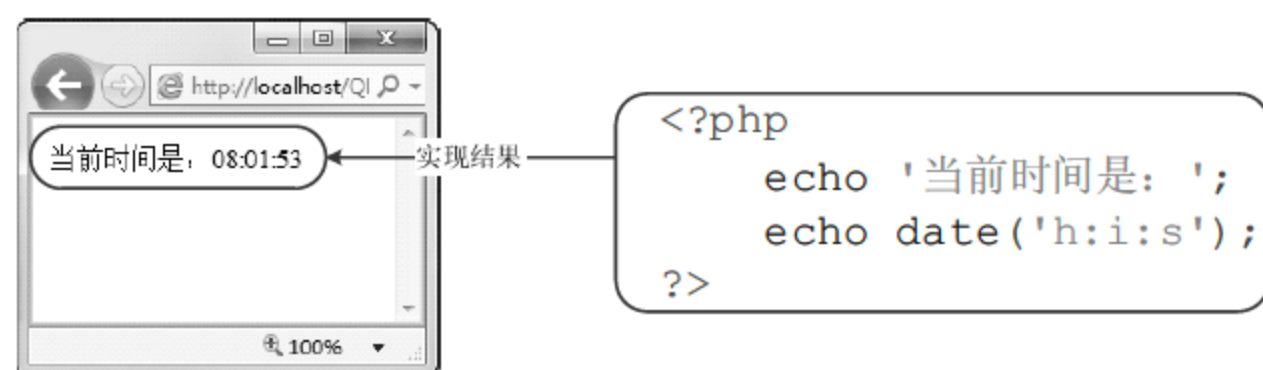 http://localhost/QI
当前时间是：08:01:53
100%
实现结果
<?php
echo '当前时间是：';
echo date('h:i:s');
?>